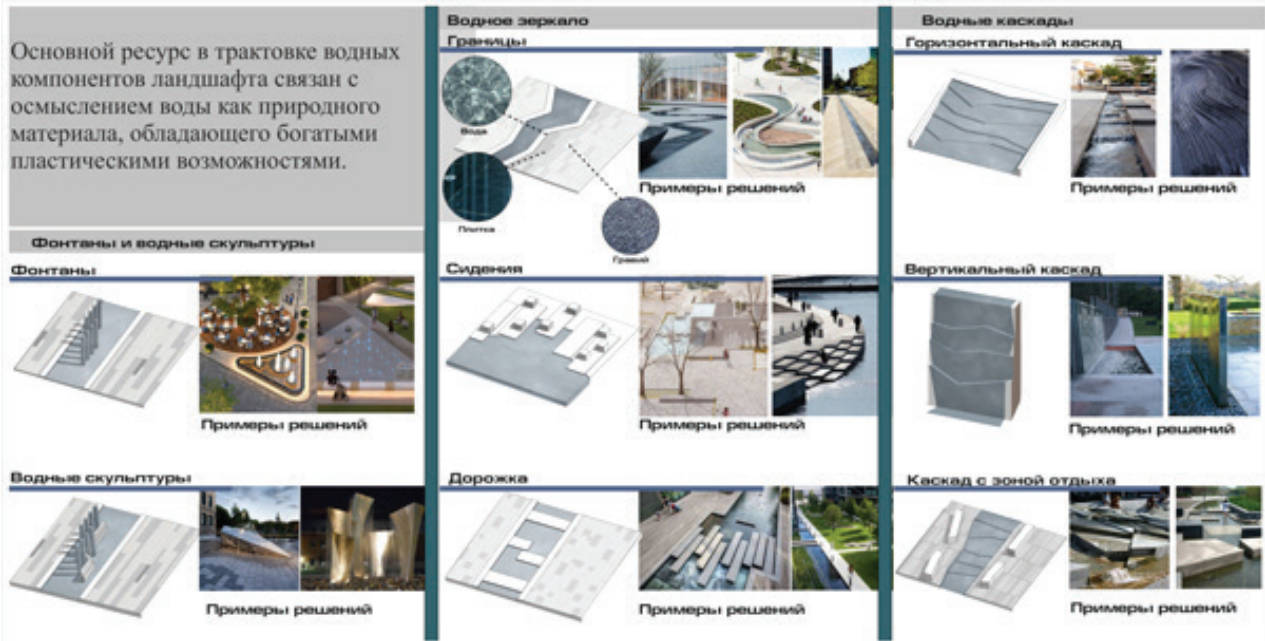 Основной ресурс в трактовке водных
компонентов ландшафта связан с
осмыслением воды как природного
материала, обладающего богатыми
пластическими возможностями.
Фонтаны и водные скульптуры
Фонтаны
Примеры решений
Водные скульптуры
Примеры решений
Водное зеркало
Границы
Вода
Плитка
Гравий
Примеры решений
Сидения
Примеры решений
Дорожка
Примеры решений
Водные каскады
Горизонтальный каскад
Примеры решений
Вертикальный каскад
Примеры решений
Каскад с зоной отдыха
Примеры решений